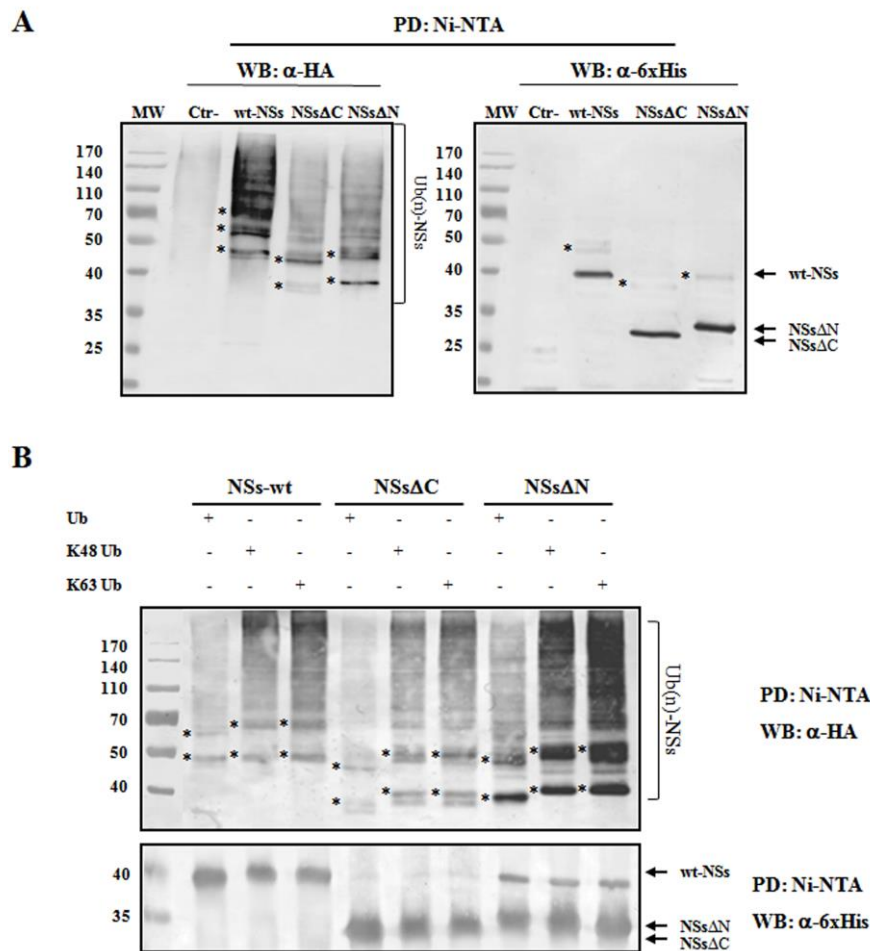 A
PD: Ni-NTA
WB: α-HA
WB: α-6xHis
MW Ctr- wt-NSs NSsΔC NSsΔN
MW Ctr- wt-NSs NSsΔC NSsΔN
170
140
110
70
50
40
35
25
* * * * * * *
Ub(n)-NSs
170
140
110
70
50
40
35
25
* * *
wt-NSs
NSsΔN
NSsΔC
B
NSs-wt NSsΔC NSsΔN
Ub + - - + - - + - -
K48 Ub - + - - + - - + -
K63 Ub - - + - - + - - +
170
140
110
70
50
40
* * * * * * * * * * * * * * * * * *
Ub(n)-NSs
PD: Ni-NTA
WB: α-HA
40
35
wt-NSs
NSsΔN
NSsΔC
PD: Ni-NTA
WB: α-6xHis